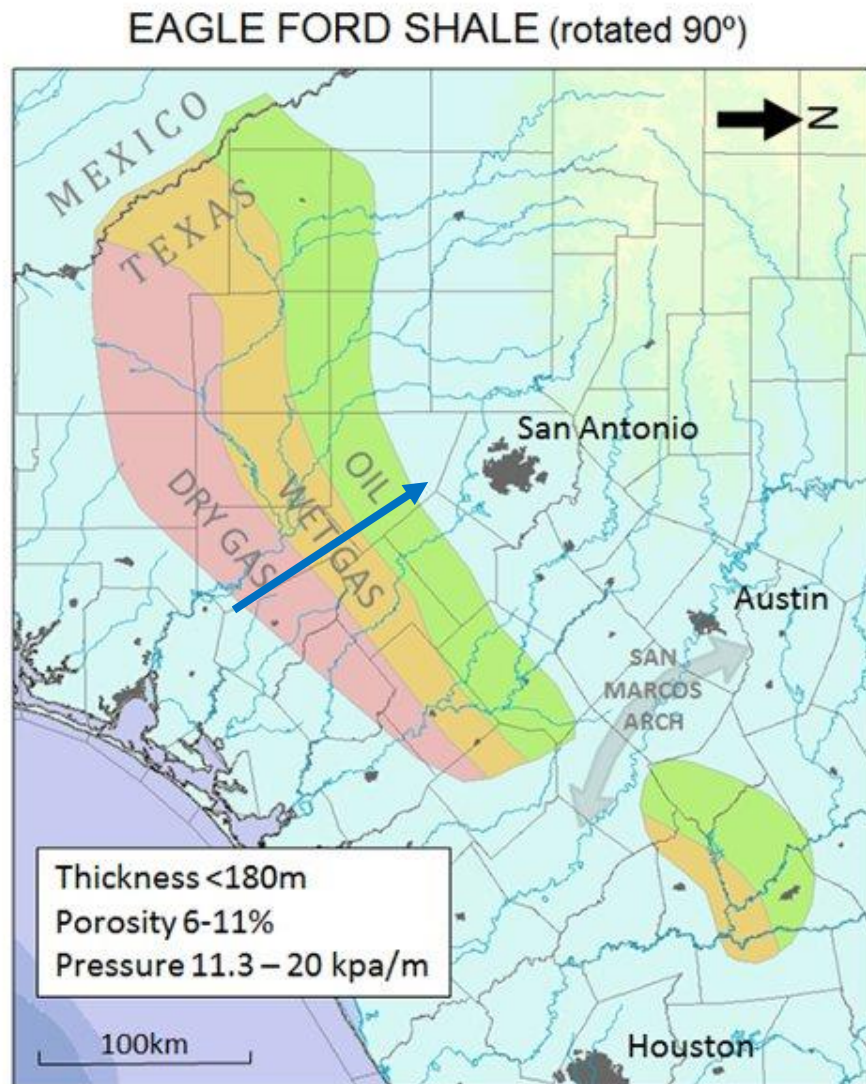 EAGLE FORD SHALE (rotated 90º)
N
MEXICO
TEXAS
San Antonio
OIL
WET GAS
DRY GAS
Austin
SAN
MARCOS
ARCH
Thickness <180m
Porosity 6-11%
Pressure 11.3 – 20 kpa/m
100km
Houston